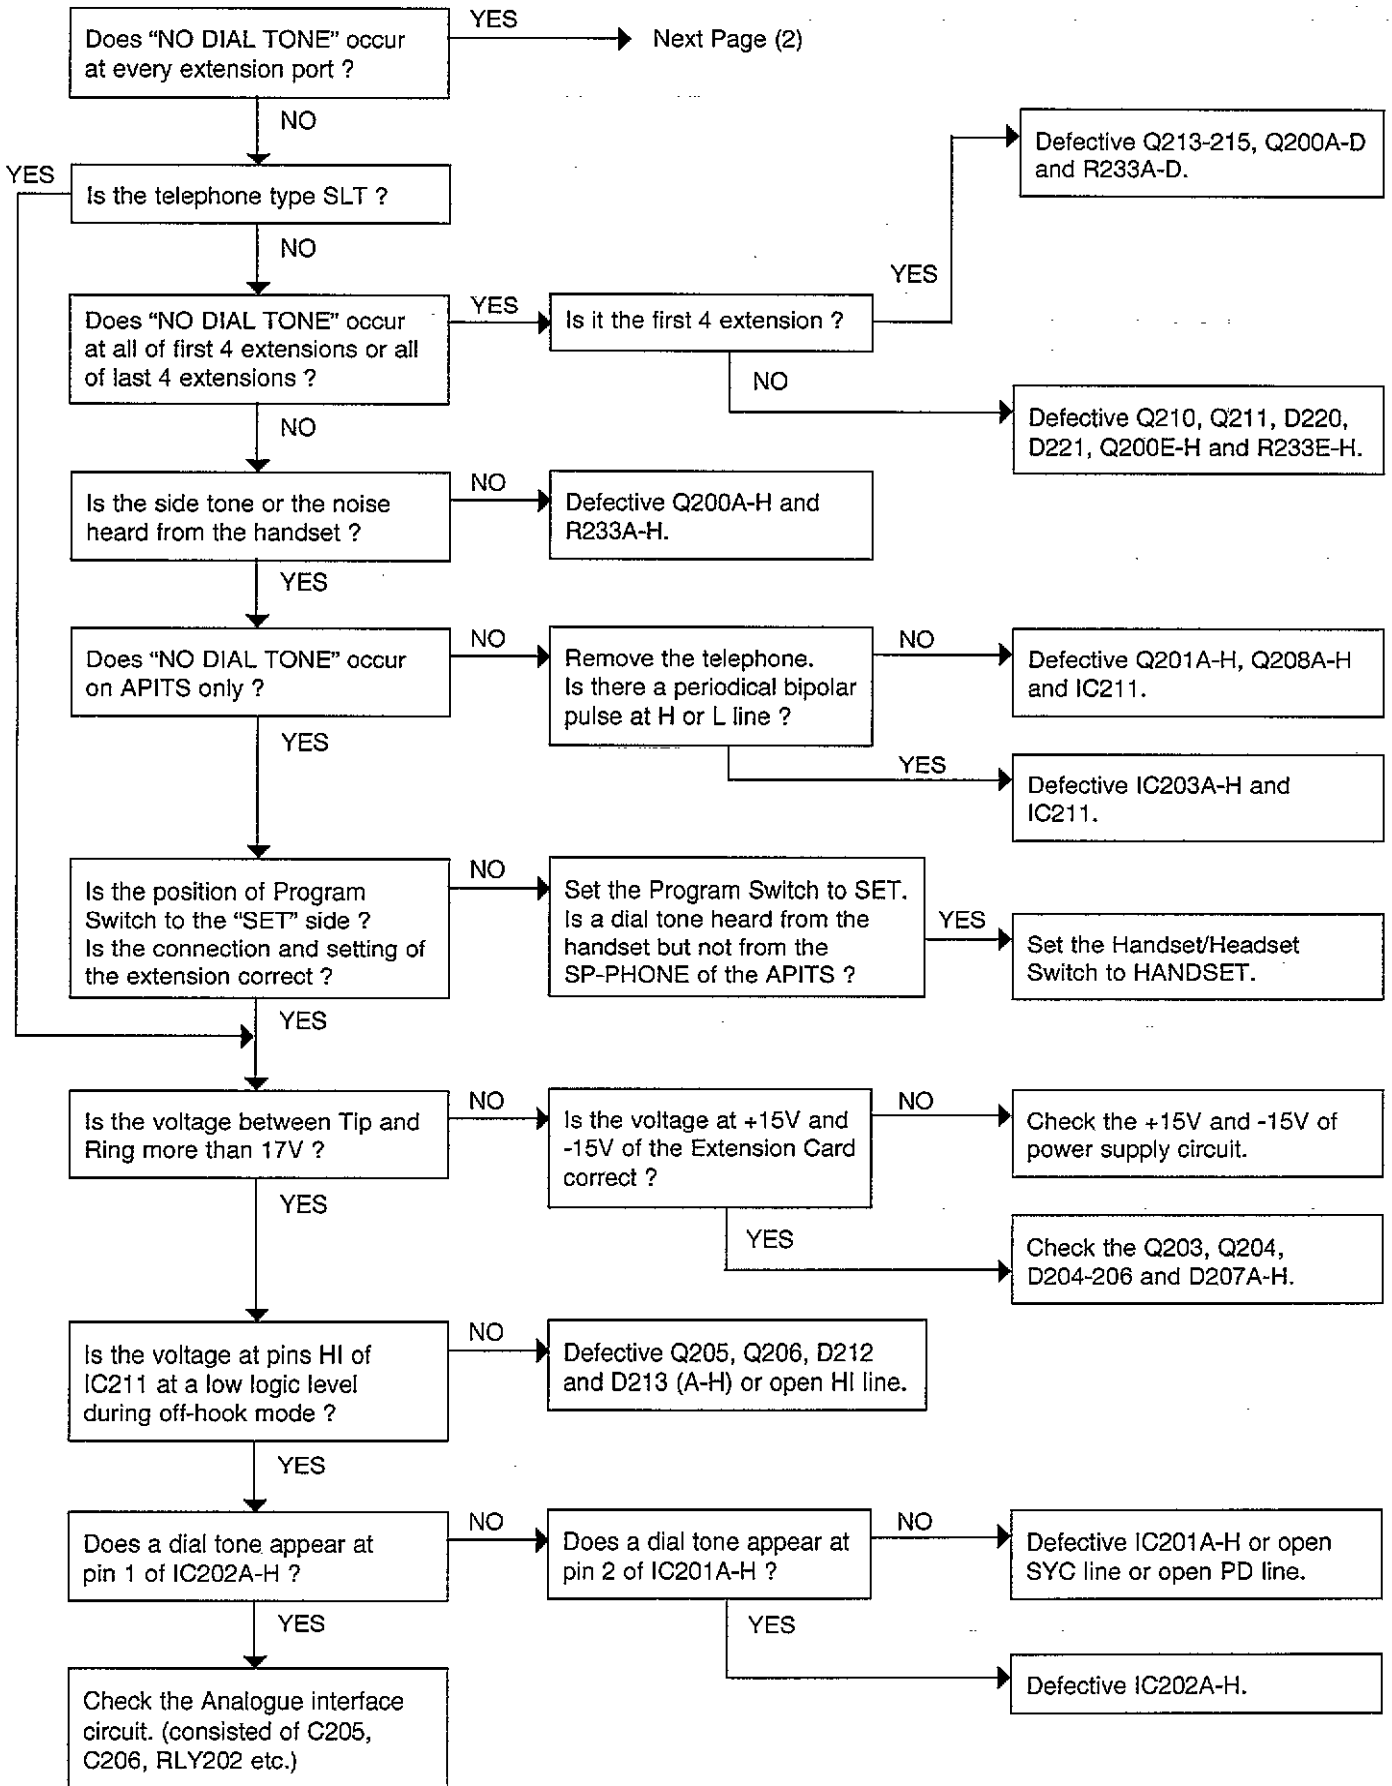 Does “NO DIAL TONE” occur
at every extension port ?
YES
Next Page (2)
NO
YES
Is the telephone type SLT ?
NO
Defective Q213-215, Q200A-D
and R233A-D.
Does “NO DIAL TONE” occur
at all of first 4 extensions or all
of last 4 extensions ?
YES
Is it the first 4 extension ?
YES
NO
Defective Q210, Q211, D220,
D221, Q200E-H and R233E-H.
NO
Is the side tone or the noise
heard from the handset ?
NO
Defective Q200A-H and
R233A-H.
YES
Does “NO DIAL TONE” occur
on APITS only ?
NO
Remove the telephone.
Is there a periodical bipolar
pulse at H or L line ?
NO
Defective Q201A-H, Q208A-H
and IC211.
YES
Defective IC203A-H and
IC211.
YES
Is the position of Program
Switch to the “SET” side ?
Is the connection and setting of
the extension correct ?
NO
Set the Program Switch to SET.
Is a dial tone heard from the
handset but not from the
SP-PHONE of the APITS ?
YES
Set the Handset/Headset
Switch to HANDSET.
YES
Is the voltage between Tip and
Ring more than 17V ?
NO
Is the voltage at +15V and
-15V of the Extension Card
correct ?
NO
Check the +15V and -15V of
power supply circuit.
YES
Check the Q203, Q204,
D204-206 and D207A-H.
YES
Is the voltage at pins HI of
IC211 at a low logic level
during off-hook mode ?
NO
Defective Q205, Q206, D212
and D213 (A-H) or open HI line.
YES
Does a dial tone appear at
pin 1 of IC202A-H ?
NO
Does a dial tone appear at
pin 2 of IC201A-H ?
NO
Defective IC201A-H or open
SYC line or open PD line.
YES
Defective IC202A-H.
YES
Check the Analogue interface
circuit. (consisted of C205,
C206, RLY202 etc.)